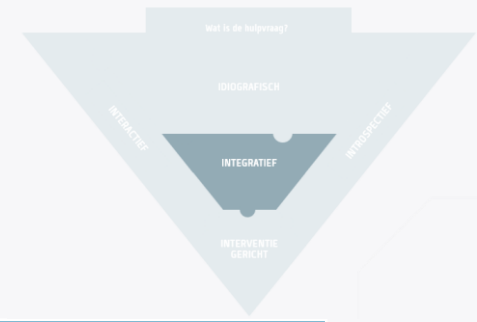 Wat is de hulpvraag?
IDIOGRAFISCH
INTERACTIEF
INTROSPECTIEF
INTEGRATIEF
INTERVENTIE
GERICHT